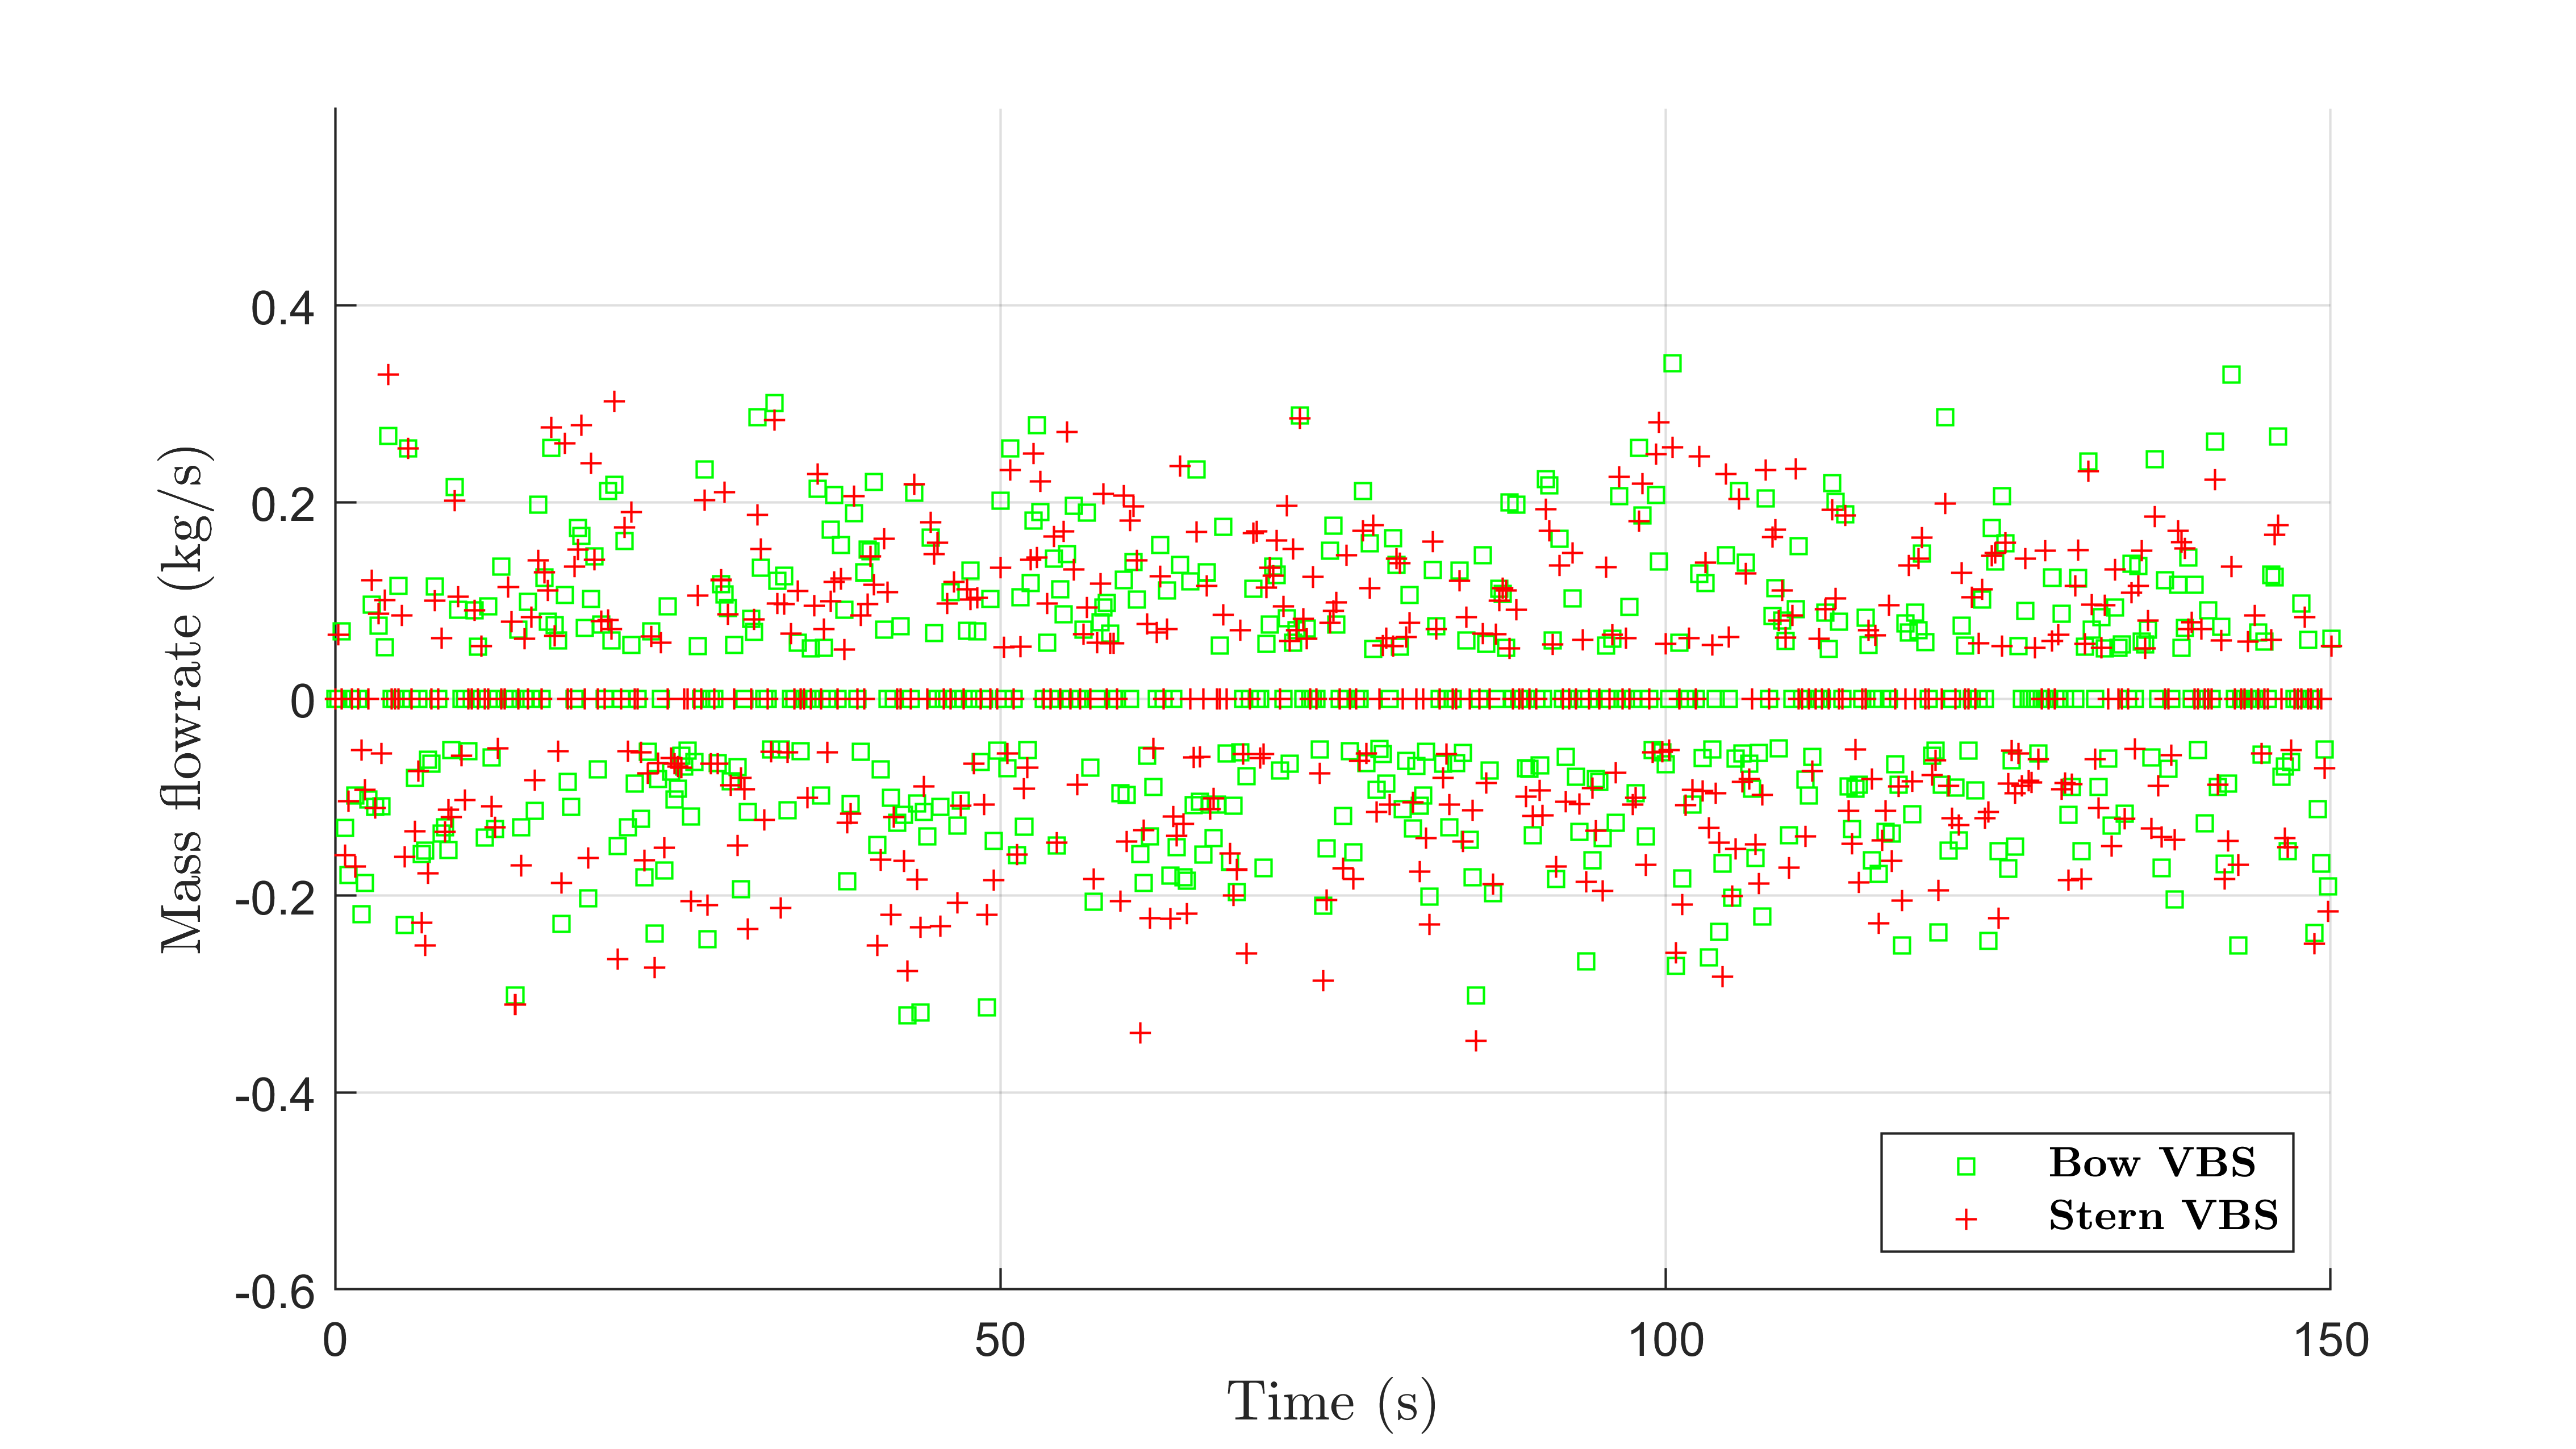 Mass flowrate (kg/s)
0.4
0.2
0
-0.2
-0.4
-0.6
0 50 100 150
Time (s)
Bow VBS
Stern VBS